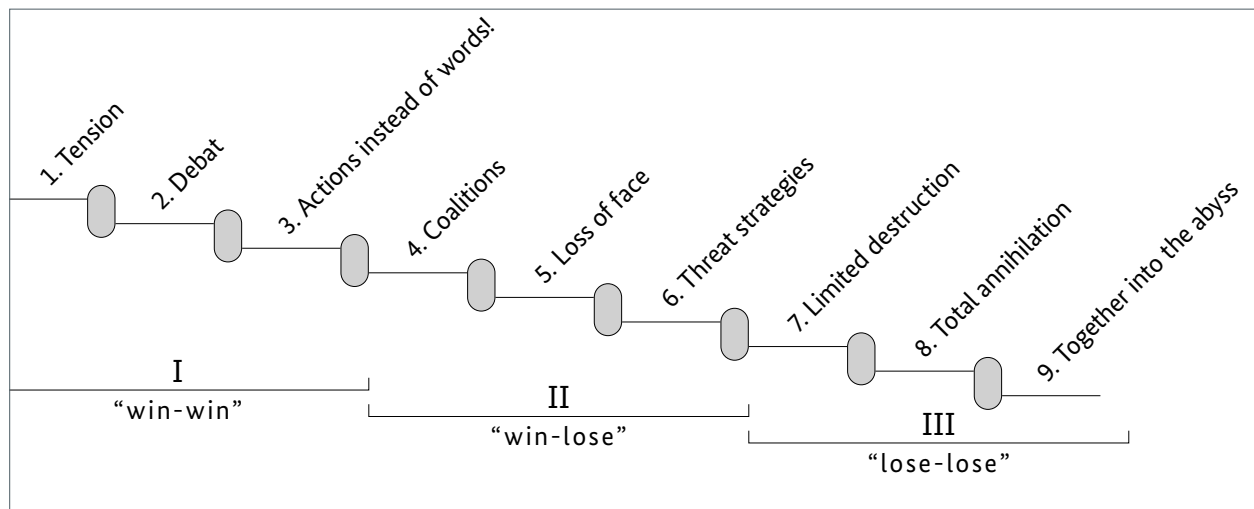 1. Tension
2. Debat
3. Actions instead of words!
4. Coalitions
5. Loss of face
6. Threat strategies
7. Limited destruction
8. Total annihilation
9. Together into the abyss
I
“win-win”
II
“win-lose”
III
“lose-lose”